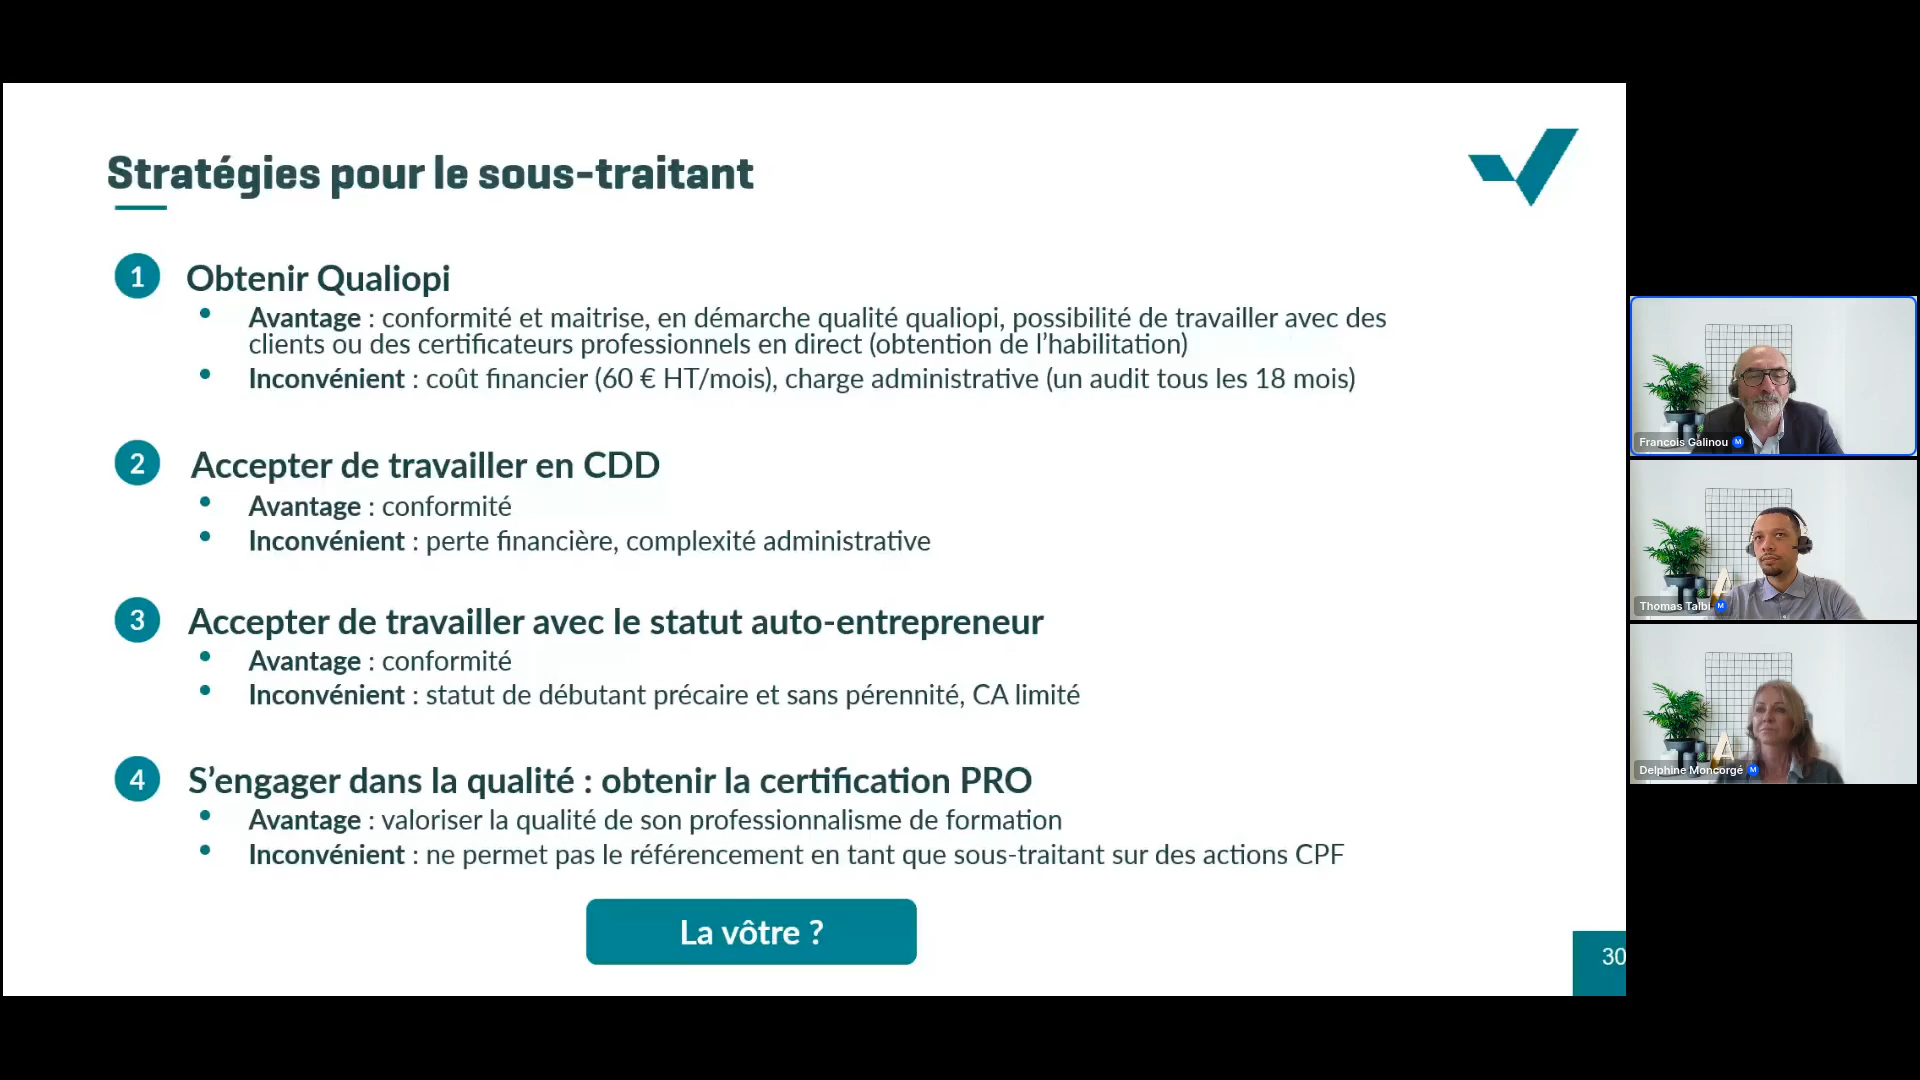 Stratégies pour le sous-traitant
1 Obtenir Qualiopi
• Avantage : conformité et maitrise, en démarche qualité qualiopi, possibilité de travailler avec des
clients ou des certificateurs professionnels en direct (obtention de l'habilitation)
• Inconvénient : coût financier (60 € HT/mois), charge administrative (un audit tous les 18 mois)
2 Accepter de travailler en CDD
• Avantage : conformité
• Inconvénient : perte financière, complexité administrative
3 Accepter de travailler avec le statut auto-entrepreneur
• Avantage : conformité
• Inconvénient : statut de débutant précaire et sans pérennité, CA limité
4 S'engager dans la qualité : obtenir la certification PRO
• Avantage : valoriser la qualité de son professionnalisme de formation
• Inconvénient : ne permet pas le référencement en tant que sous-traitant sur des actions CPF
La vôtre ?
30
François Galinou M
Thomas Talbi M
Delphine Moncorgé M